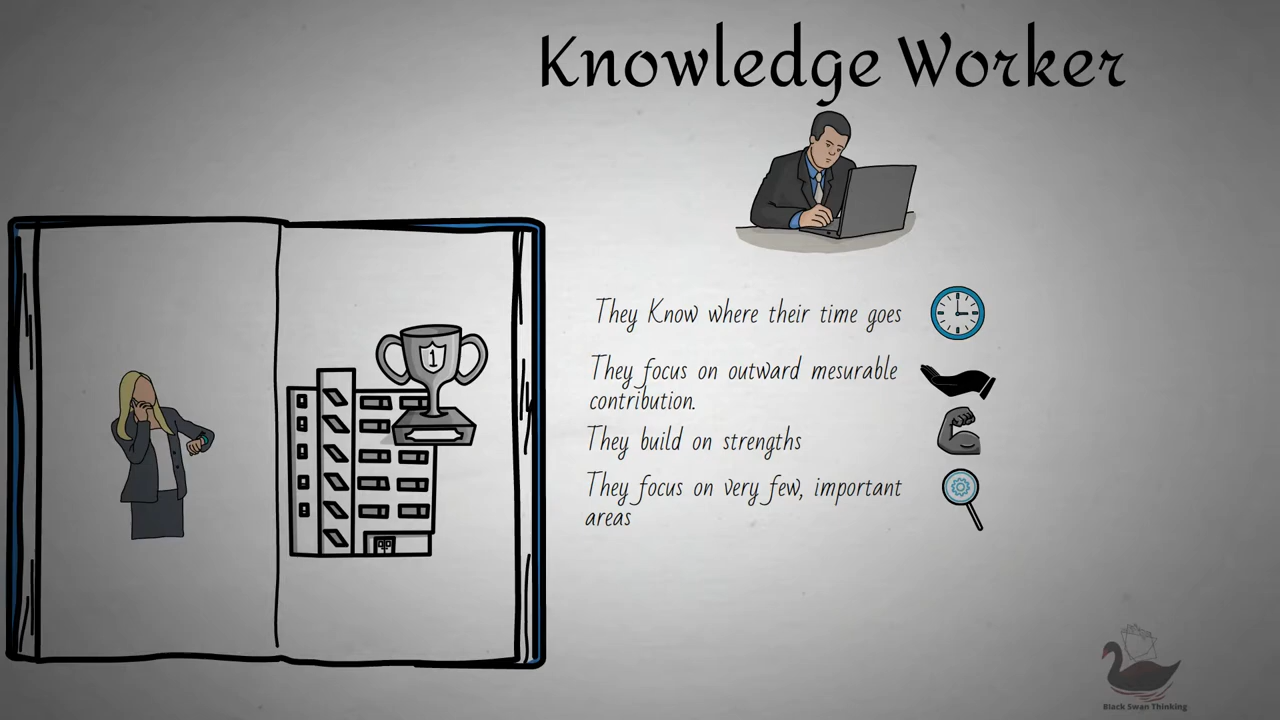 Knowledge Worker
They Know where their time goes
They focus on outward mesurable
contribution.
They build on strengths
They focus on very few, important
areas
1
Black Swan Thinking